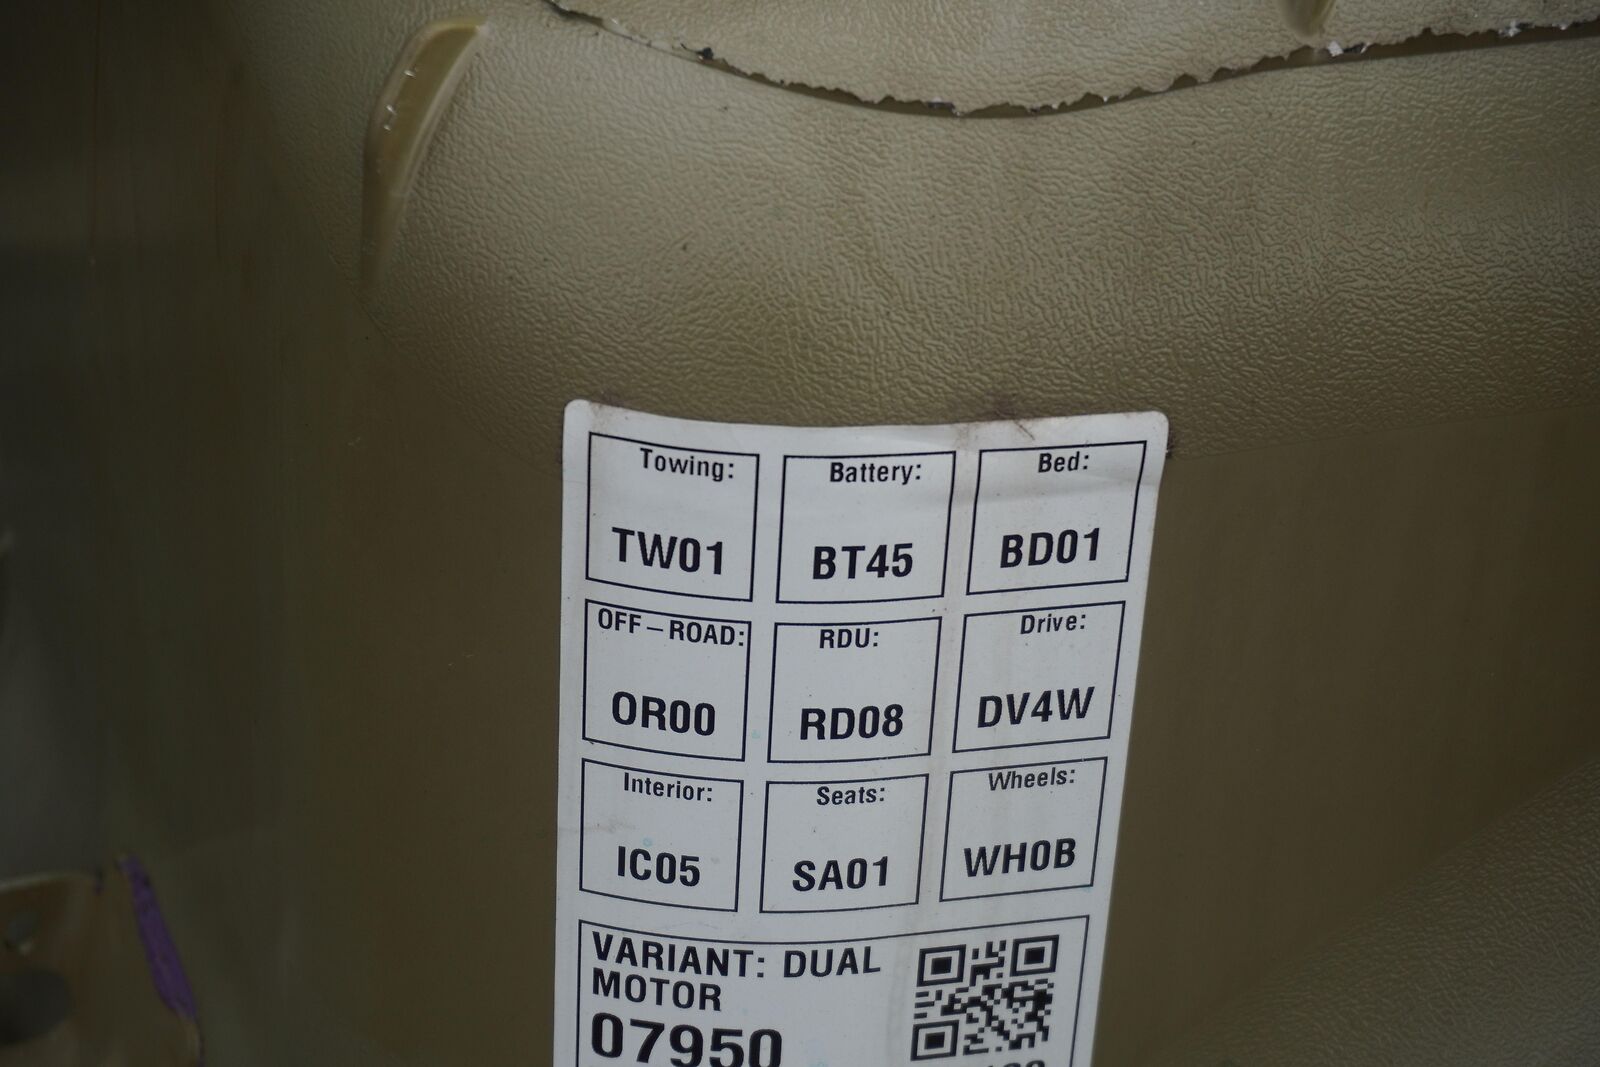 Towing: Battery: Bed:
TW01 BT45 BD01
OFF-ROAD: RDU: Drive:
OR00 RD08 DV4W
Interior: Seats: Wheels:
IC05 SA01 WH0B
VARIANT: DUAL
MOTOR
07950